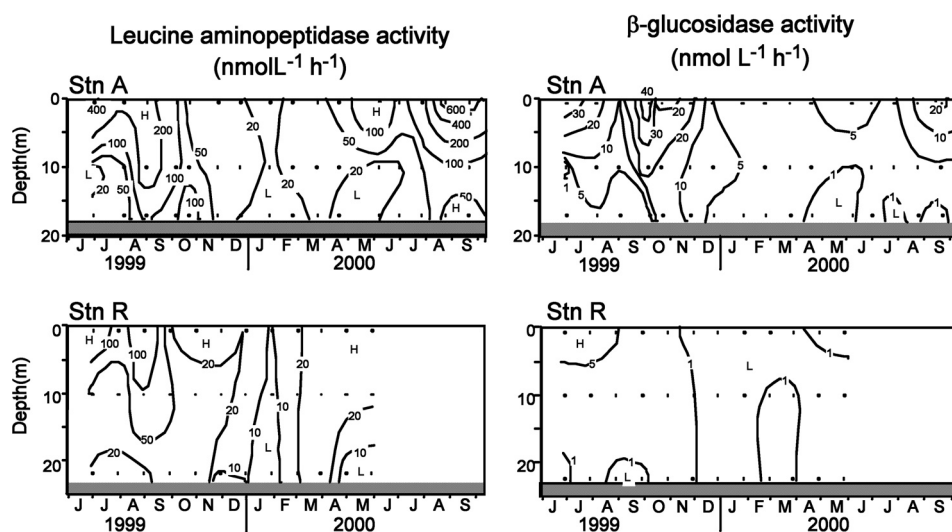 Leucine aminopeptidase activity
(nmolL⁻¹ h⁻¹)
β-glucosidase activity
(nmol L⁻¹ h⁻¹)
Stn A
Depth(m)
0
10
20
400
H
200
20
600
H
100
400
200
100
50
50
100
L
20
50
100
100
20
L
20
L
50
H
J J A S O N D J F M A M J J A S
1999
2000
Stn A
0
10
20
40
30
20
20
30
10
5
20
10
1
5
10
5
1
L
1
L
1
J J A S O N D J F M A M J J A S
1999
2000
Stn R
Depth(m)
0
10
20
H
100
100
H
20
20
H
50
20
20
10
10
L
10
20
10
L
J J A S O N D J F M A M J J A S
1999
2000
Stn R
0
10
20
H
5
1
L
1
1
1
1
L
J J A S O N D J F M A M J J A S
1999
2000